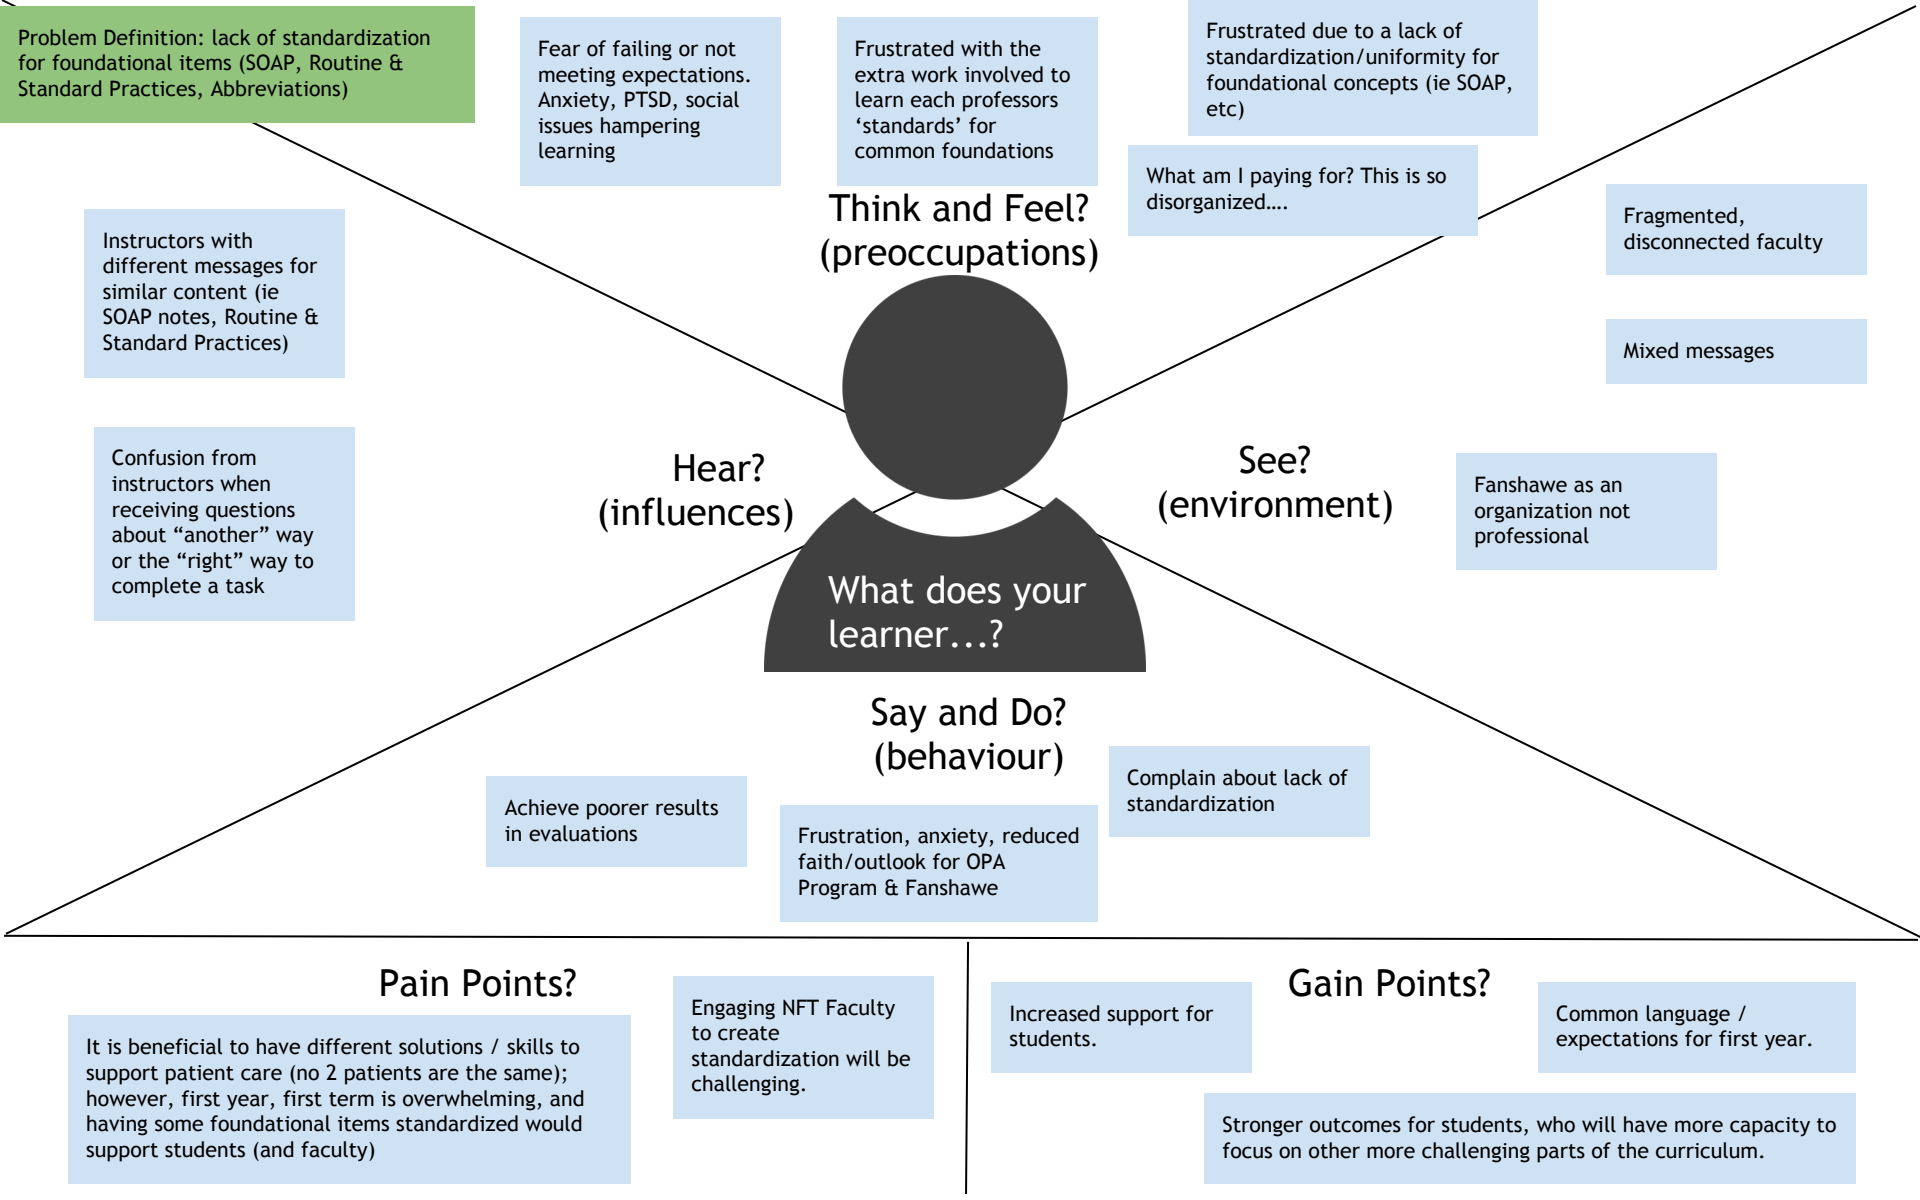 Problem Definition: lack of standardization
for foundational items (SOAP, Routine &
Standard Practices, Abbreviations)
Fear of failing or not
meeting expectations.
Anxiety, PTSD, social
issues hampering
learning
Frustrated with the
extra work involved to
learn each professors
‘standards’ for
common foundations
Frustrated due to a lack of
standardization/uniformity for
foundational concepts (ie SOAP,
etc)
What am I paying for? This is so
disorganized….
Think and Feel?
(preoccupations)
Instructors with
different messages for
similar content (ie
SOAP notes, Routine &
Standard Practices)
Confusion from
instructors when
receiving questions
about “another” way
or the “right” way to
complete a task
Hear?
(influences)
See?
(environment)
Fragmented,
disconnected faculty
Mixed messages
Fanshawe as an
organization not
professional
What does your
learner...?
Say and Do?
(behaviour)
Achieve poorer results
in evaluations
Frustration, anxiety, reduced
faith/outlook for OPA
Program & Fanshawe
Complain about lack of
standardization
Pain Points?
It is beneficial to have different solutions / skills to
support patient care (no 2 patients are the same);
however, first year, first term is overwhelming, and
having some foundational items standardized would
support students (and faculty)
Engaging NFT Faculty
to create
standardization will be
challenging.
Gain Points?
Increased support for
students.
Common language /
expectations for first year.
Stronger outcomes for students, who will have more capacity to
focus on other more challenging parts of the curriculum.